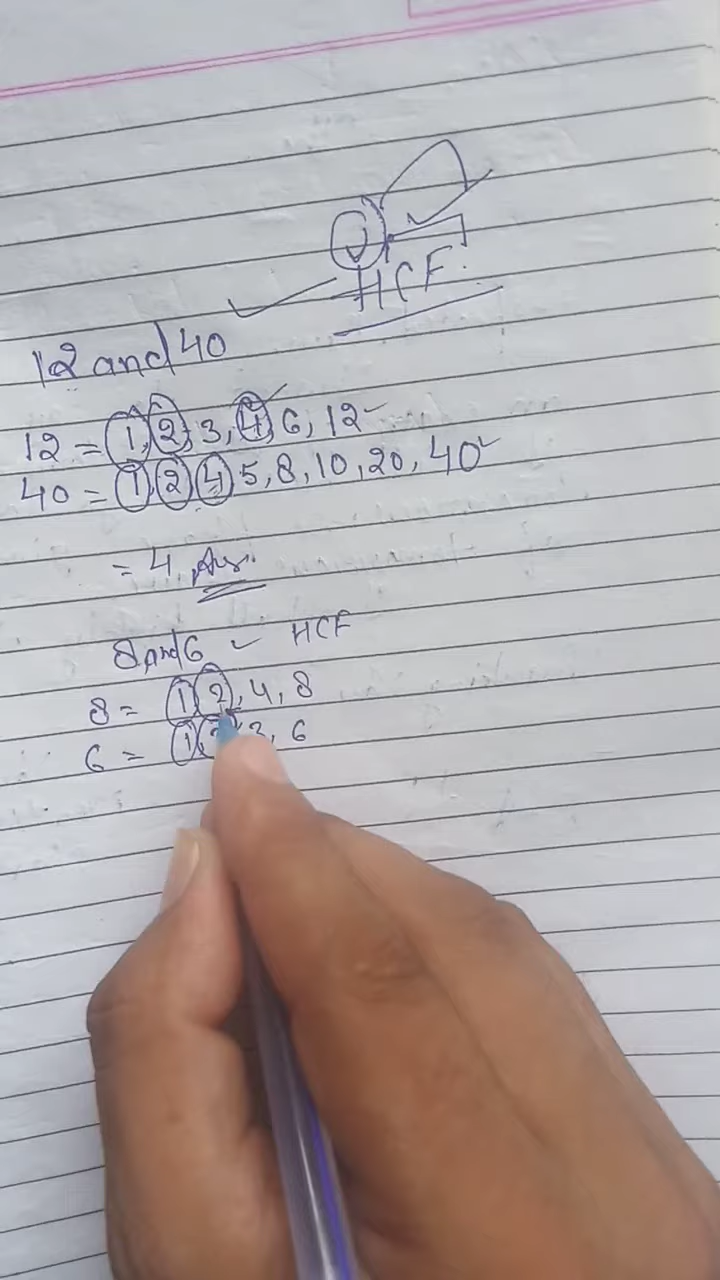 HCF
12 and 40
12 = 1, 2, 3, 4, 6, 12
40 = 1, 2, 4, 5, 8, 10, 20, 40
= 4 Ans.
8 and 6 HCF
8 = 1, 2, 4, 8
6 = 1, 2, 3, 6